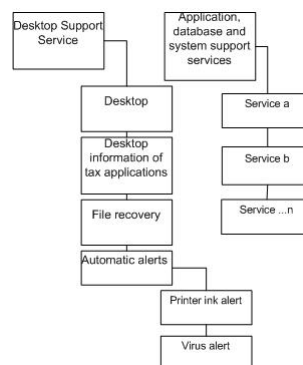 Desktop Support
Service
Application,
database and
system support
services
Desktop
Desktop
information of
tax applications
File recovery
Automatic alerts
Printer ink alert
Virus alert
Service a
Service b
Service ...n